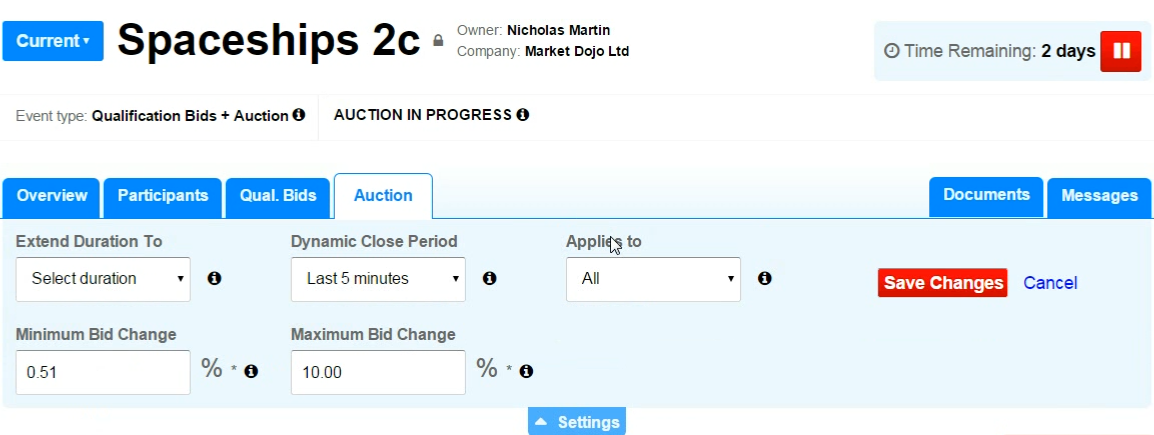 Current
Spaceships 2c
Owner: Nicholas Martin
Company: Market Dojo Ltd
Time Remaining: 2 days
Event type: Qualification Bids + Auction
AUCTION IN PROGRESS
Overview
Participants
Qual. Bids
Auction
Documents
Messages
Extend Duration To
Dynamic Close Period
Applies to
Select duration
Last 5 minutes
All
Save Changes
Cancel
Minimum Bid Change
Maximum Bid Change
0.51
% *
10.00
% *
Settings